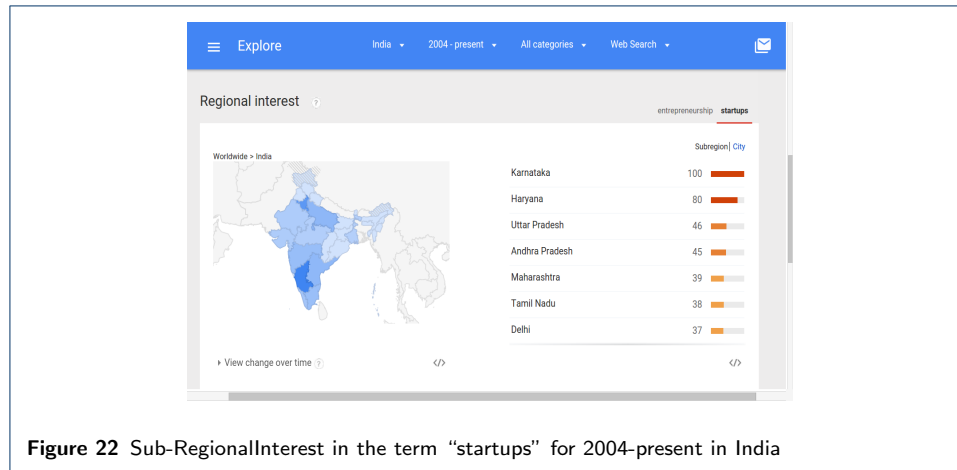 Explore India 2004 - present All categories Web Search
Regional interest ?
entrepreneurship startups
Subregion| City
Worldwide > India
Karnataka 100
Haryana 80
Uttar Pradesh 46
Andhra Pradesh 45
Maharashtra 39
Tamil Nadu 38
Delhi 37
View change over time ? </> </>
Figure 22 Sub-RegionalInterest in the term “startups” for 2004-present in India